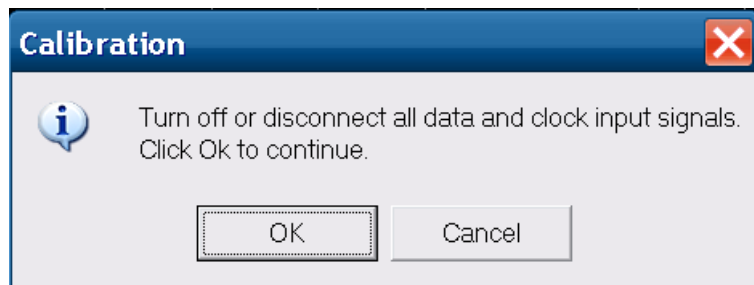 Calibration
Turn off or disconnect all data and clock input signals.
Click Ok to continue.
OK
Cancel